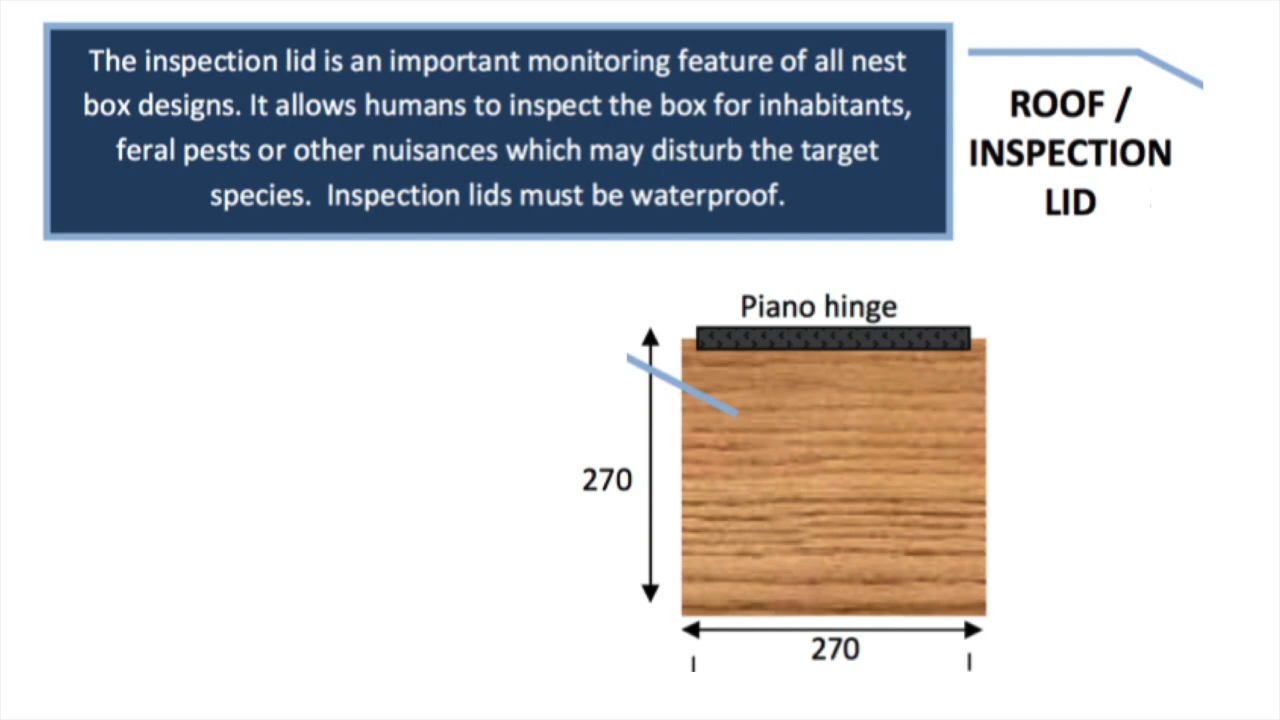 The inspection lid is an important monitoring feature of all nest
box designs. It allows humans to inspect the box for inhabitants,
feral pests or other nuisances which may disturb the target
species.  Inspection lids must be waterproof.
ROOF /
INSPECTION
LID
Piano hinge
270
270